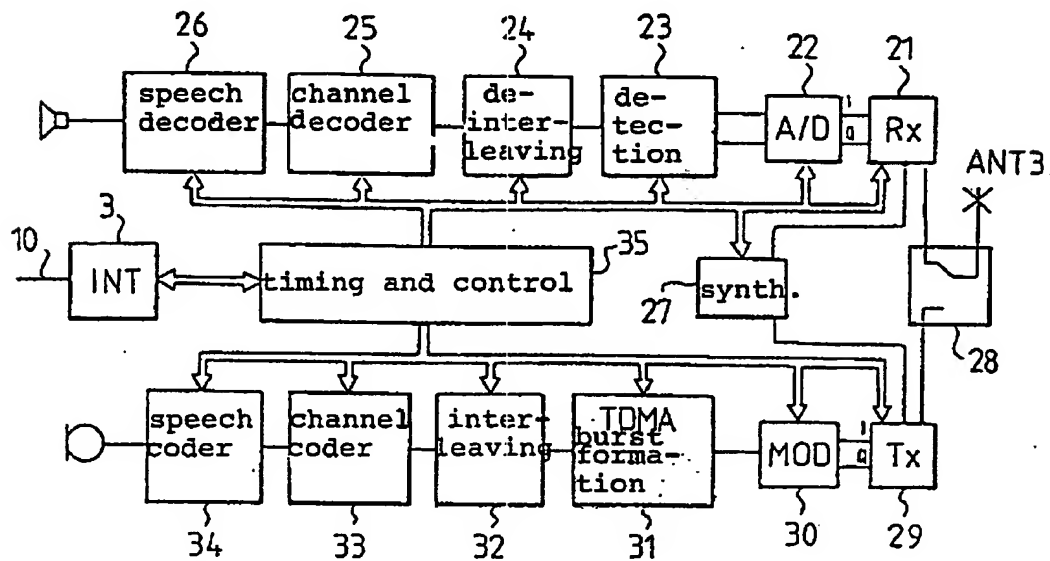 26
25
24
23
22
21
speech
decoder
channel
decoder
de-
inter-
leaving
de-
tec-
tion
A/D
I
Q
Rx
ANT3
3
10
INT
35
timing and control
27
synth.
28
speech
coder
channel
coder
inter-
leaving
TDMA
burst
forma-
tion
MOD
I
Q
Tx
34
33
32
31
30
29